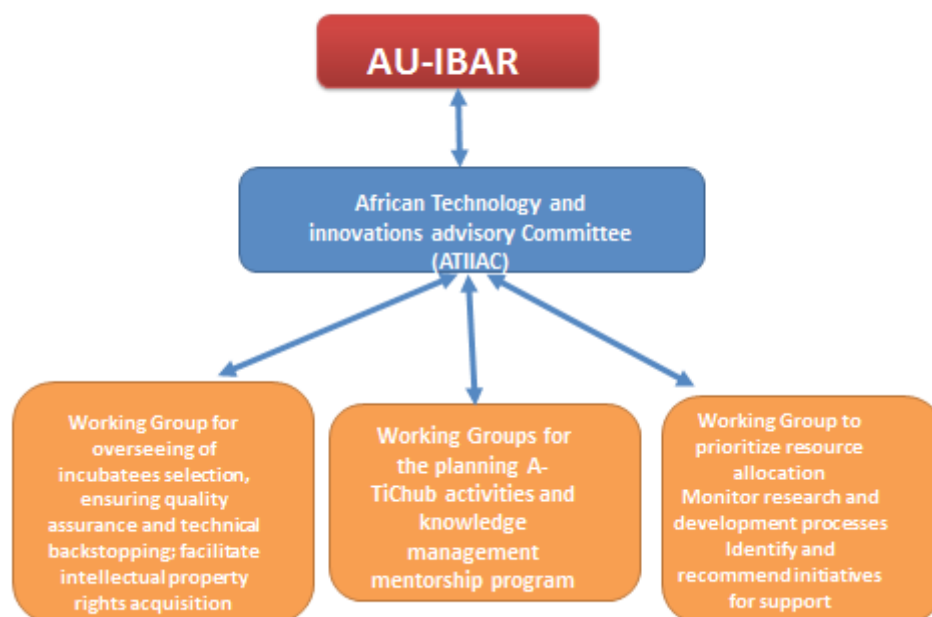 AU-IBAR
African Technology and
innovations advisory Committee
(ATIIAC)
Working Group for
overseeing of
incubatees selection,
ensuring quality
assurance and technical
backstopping; facilitate
intellectual property
rights acquisition
Working Groups for
the planning A-
TiChub activities and
knowledge
management
mentorship program
Working Group to
prioritize resource
allocation
Monitor research and
development processes
Identify and
recommend initiatives
for support